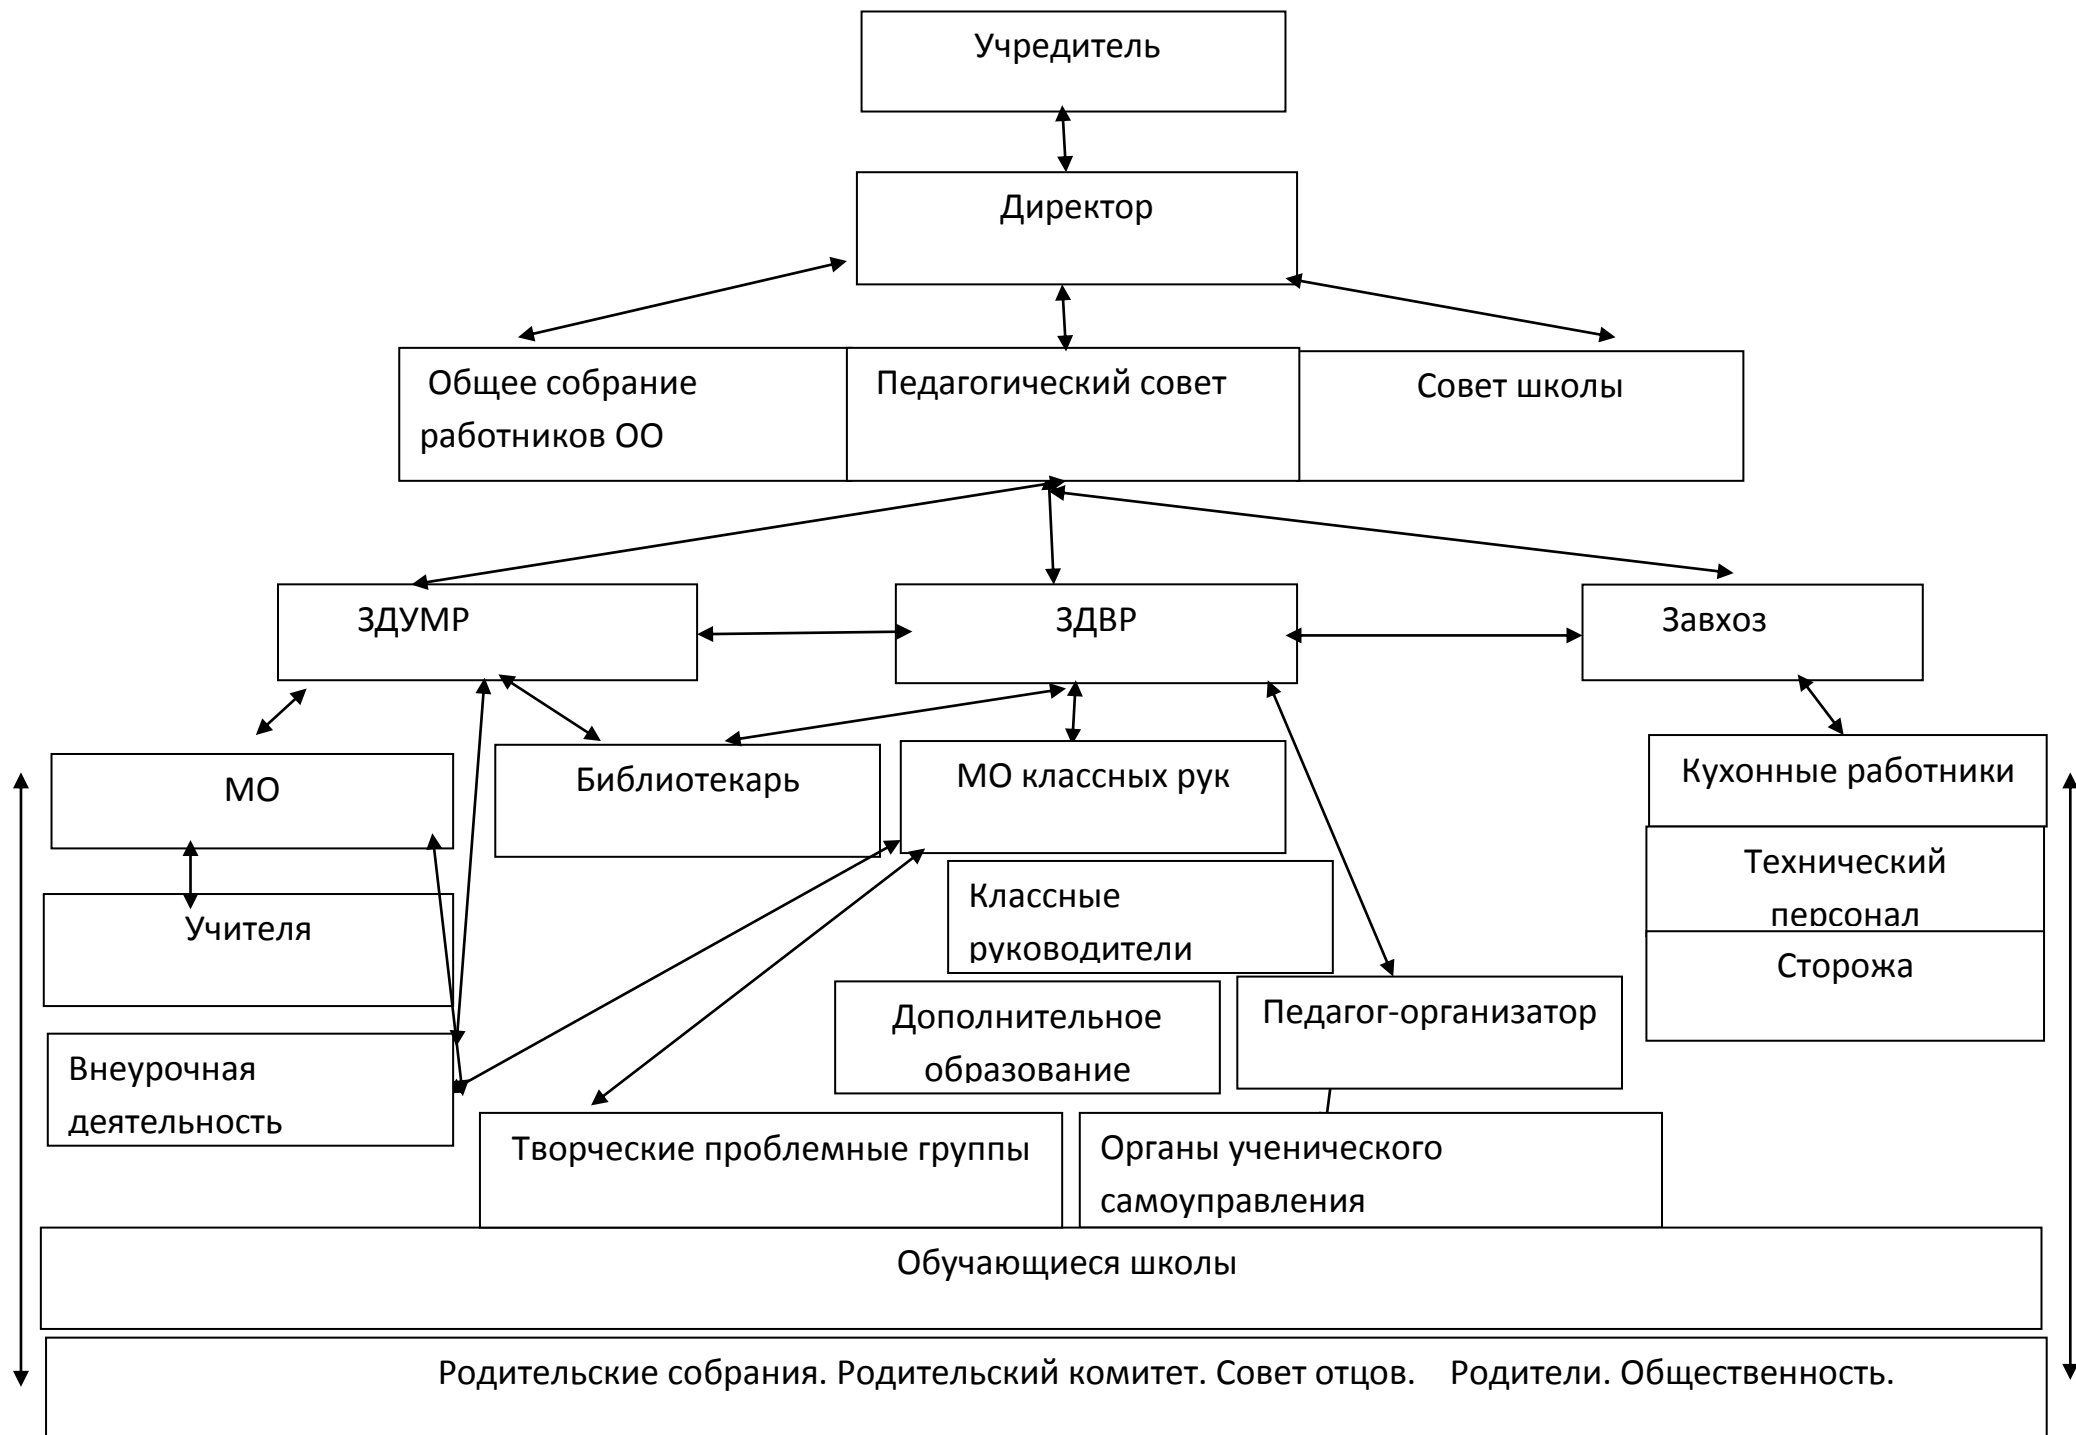 Учредитель
Директор
Общее собрание
работников ОО
Педагогический совет
Совет школы
ЗДУМР
ЗДВР
Завхоз
МО
Библиотекарь
МО классных рук
Кухонные работники
Технический
персонал
Сторожа
Учителя
Классные
руководители
Внеурочная
деятельность
Дополнительное
образование
Педагог-организатор
Творческие проблемные группы
Органы ученического
самоуправления
Обучающиеся школы
Родительские собрания. Родительский комитет. Совет отцов. Родители. Общественность.